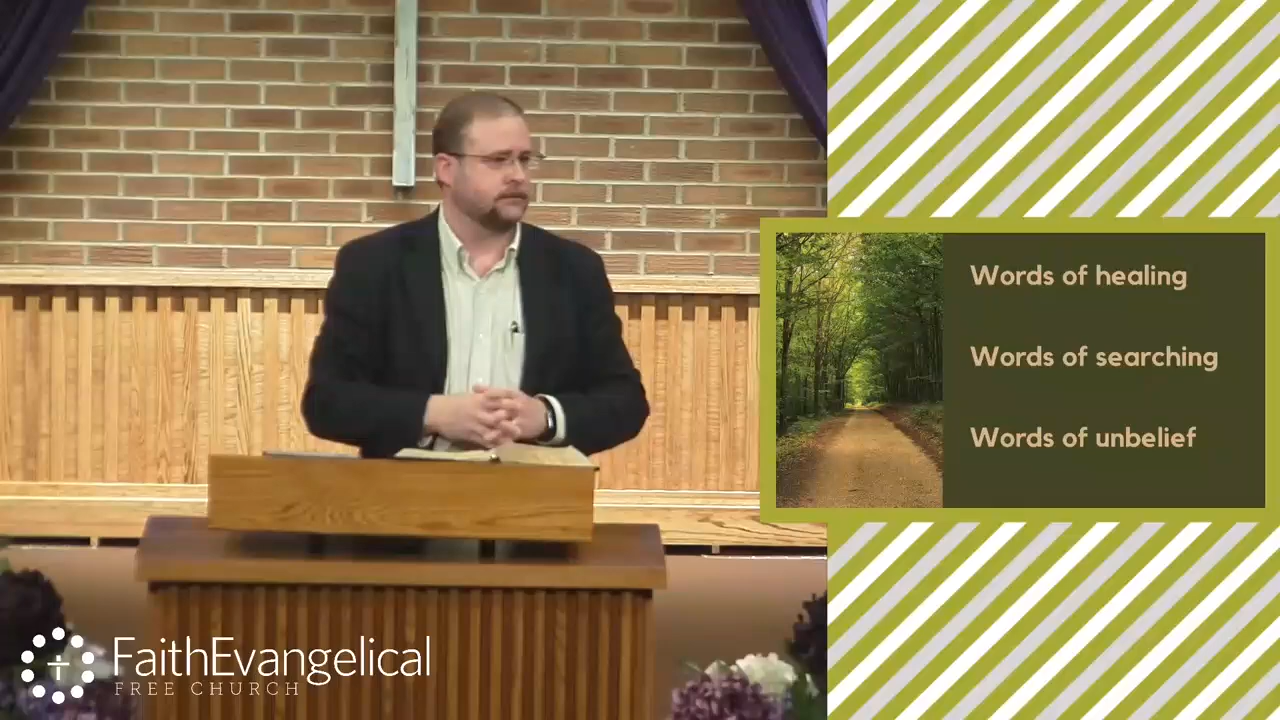 Words of healing
Words of searching
Words of unbelief
FaithEvangelical
FREE CHURCH